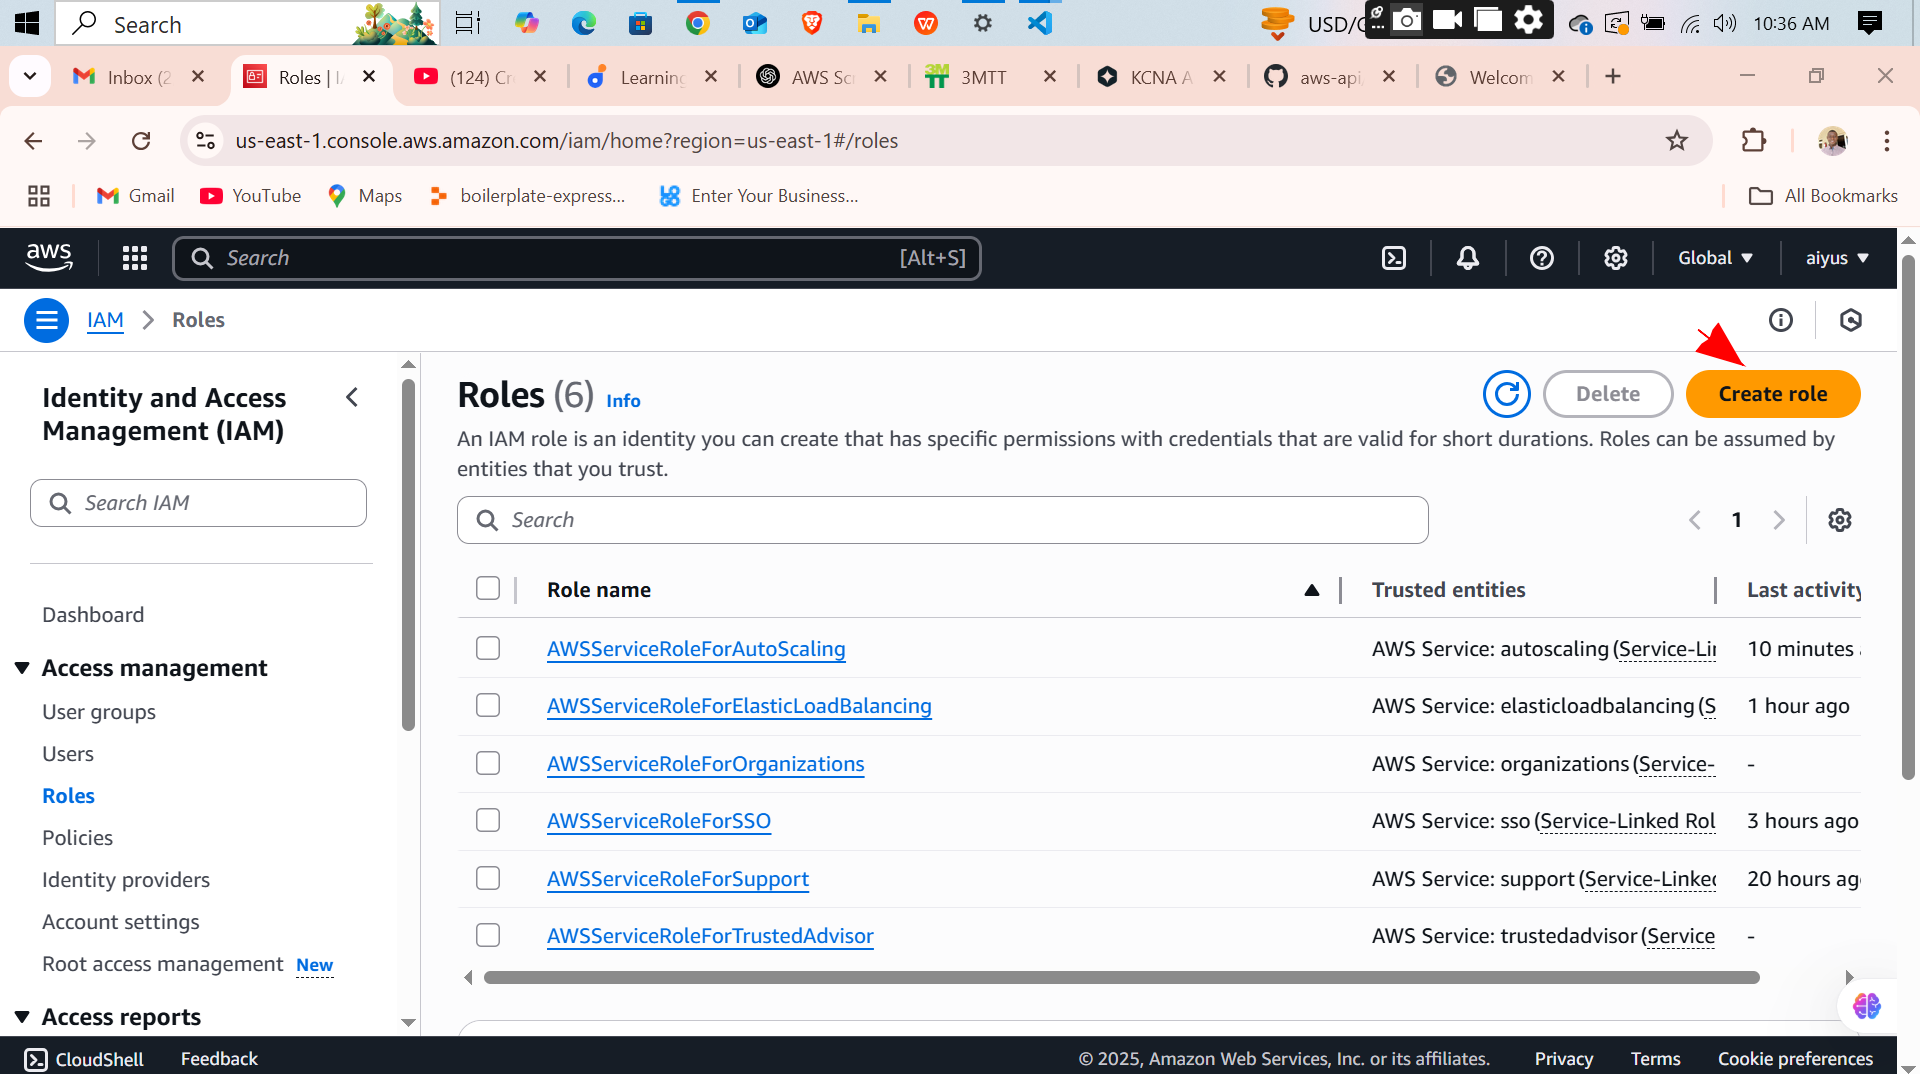 Search
USD/
10:36 AM
Inbox (2
Roles | IA
(124) Cr
Learning
AWS Scr
3MTT
KCNA A
aws-api
Welcom
us-east-1.console.aws.amazon.com/iam/home?region=us-east-1#/roles
Gmail
YouTube
Maps
boilerplate-express...
Enter Your Business...
All Bookmarks
aws
Search
[Alt+S]
Global
aiyus
IAM
Roles
Identity and Access
Management (IAM)
Search IAM
Dashboard
Access management
User groups
Users
Roles
Policies
Identity providers
Account settings
Root access management New
Access reports
Roles (6) Info
Delete
Create role
An IAM role is an identity you can create that has specific permissions with credentials that are valid for short durations. Roles can be assumed by
entities that you trust.
Search
1
Role name
Trusted entities
Last activity
AWSServiceRoleForAutoScaling
AWS Service: autoscaling (Service-Lin
10 minutes
AWSServiceRoleForElasticLoadBalancing
AWS Service: elasticloadbalancing (S
1 hour ago
AWSServiceRoleForOrganizations
AWS Service: organizations (Service-
-
AWSServiceRoleForSSO
AWS Service: sso (Service-Linked Rol
3 hours ago
AWSServiceRoleForSupport
AWS Service: support (Service-Linked
20 hours ag
AWSServiceRoleForTrustedAdvisor
AWS Service: trustedadvisor (Service
-
CloudShell
Feedback
© 2025, Amazon Web Services, Inc. or its affiliates.
Privacy
Terms
Cookie preferences